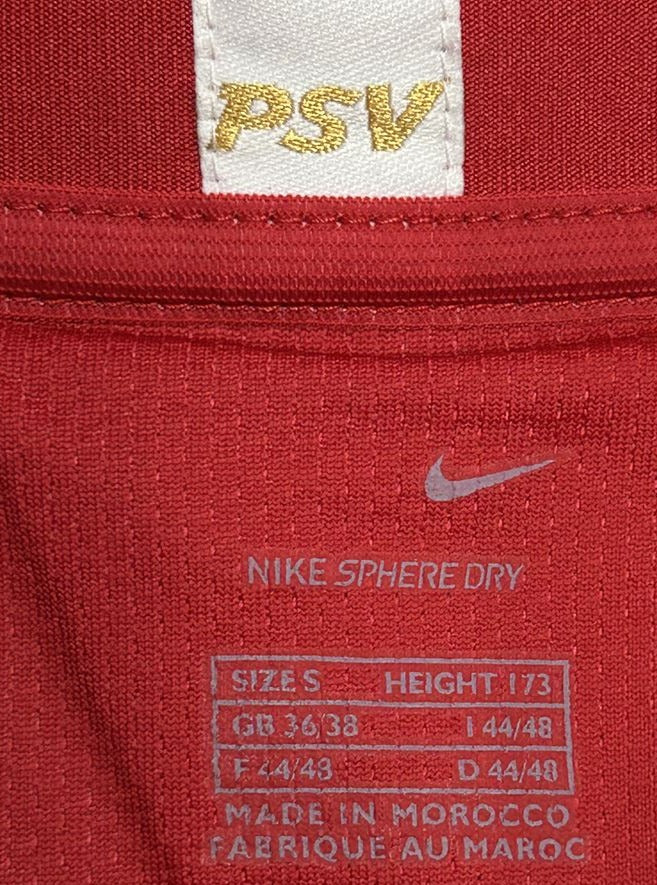 PSV
NIKE SPHERE DRY
SIZE S HEIGHT 173
GB 36/38 I 44/48
F 44/48 D 44/48
MADE IN MOROCCO
FABRIQUE AU MAROC